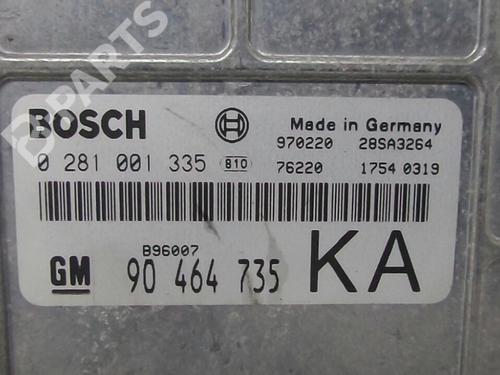 B-PARTS
BOSCH
Made in Germany
970220 28SA3264
0 281 001 335 810 76220 1754 0319
B96007
GM 90 464 735 KA